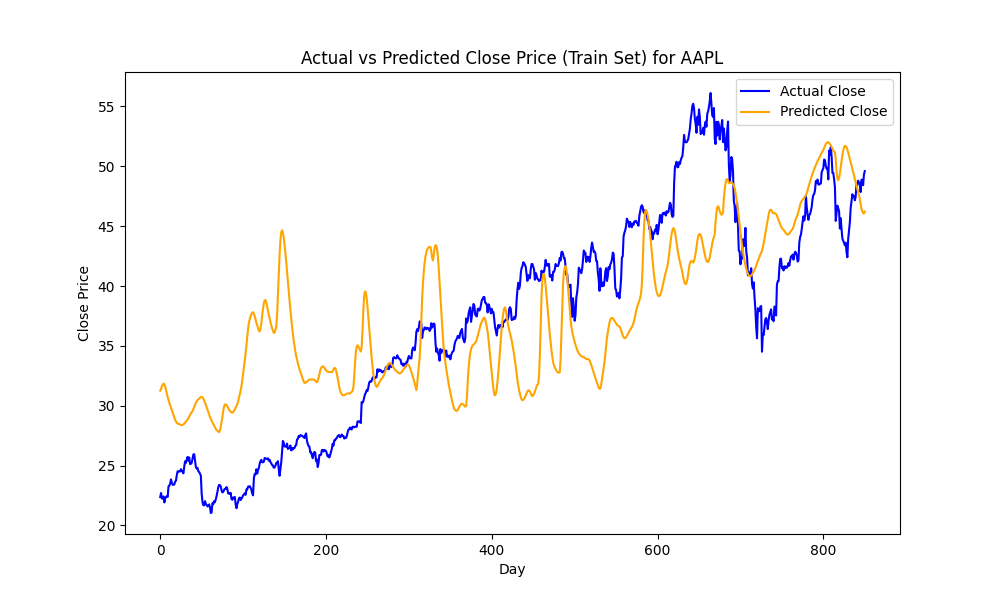 Actual vs Predicted Close Price (Train Set) for AAPL
Actual Close
Predicted Close
Close Price
55
50
45
40
35
30
25
20
0
200
400
600
800
Day